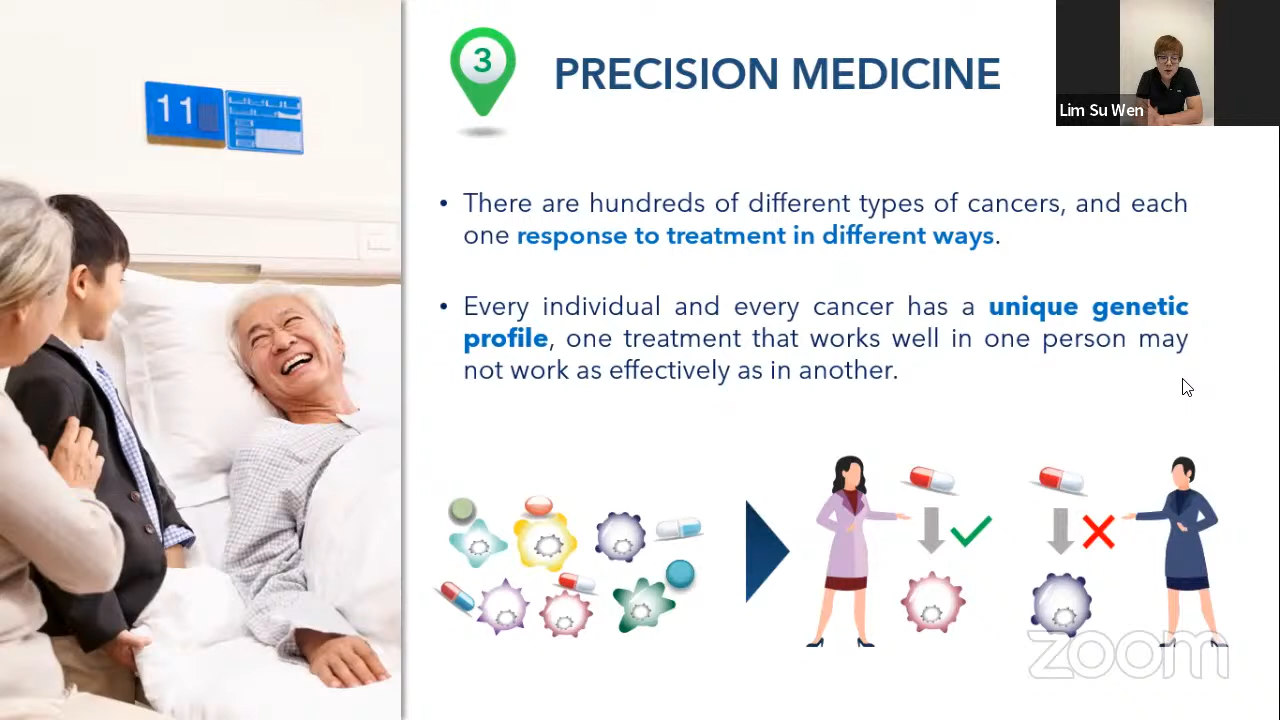 3
PRECISION MEDICINE
Lim Su Wen
11
• There are hundreds of different types of cancers, and each
one response to treatment in different ways.
• Every individual and every cancer has a unique genetic
profile, one treatment that works well in one person may
not work as effectively as in another.
zoom